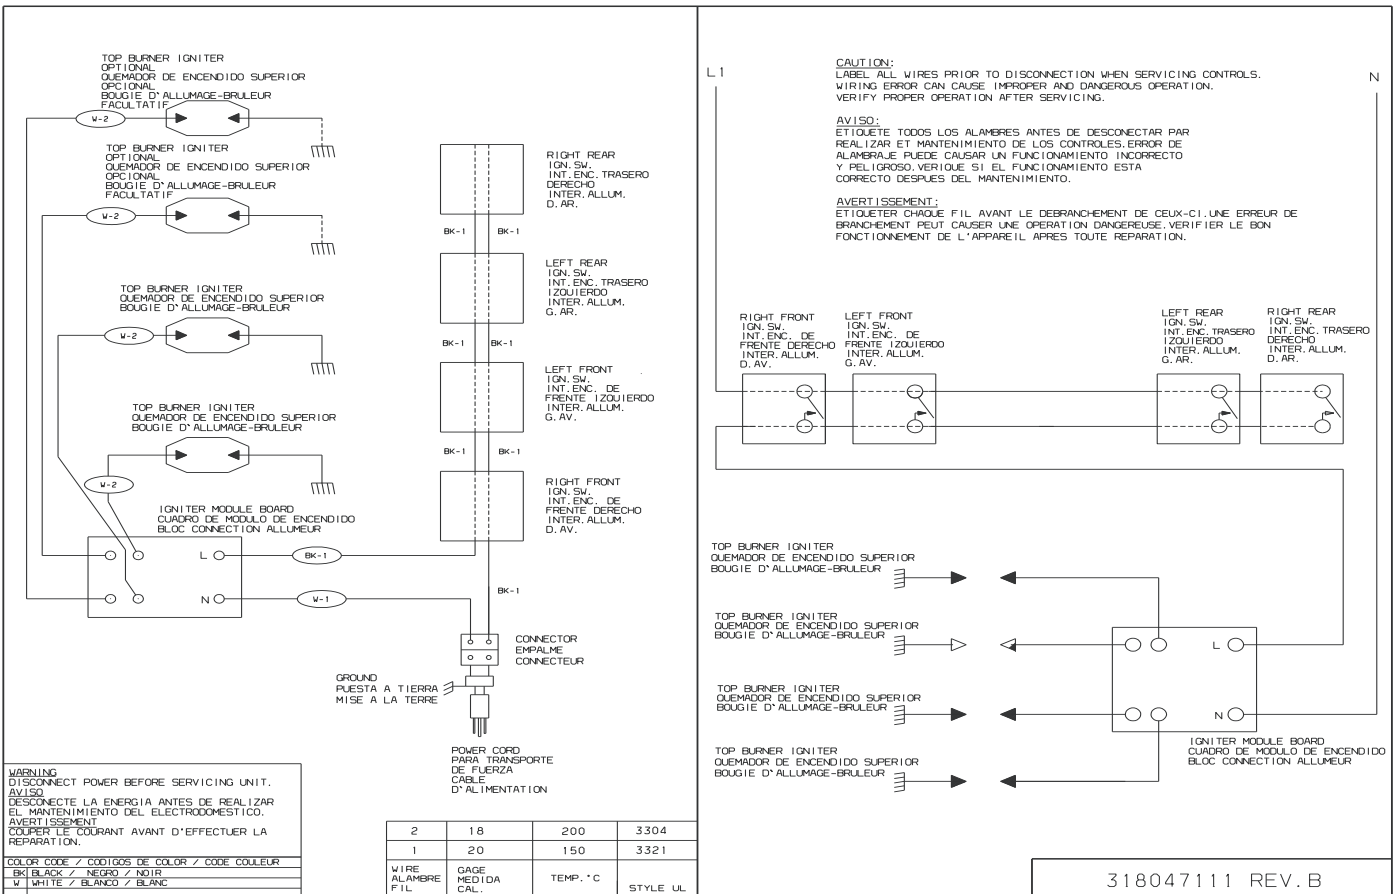 TOP BURNER IGNITER
OPTIONAL
QUEMADOR DE ENCENDIDO SUPERIOR
OPCIONAL
BOUGIE D'ALLUMAGE-BRULEUR
FACULTATIF
W-2
TOP BURNER IGNITER
OPTIONAL
QUEMADOR DE ENCENDIDO SUPERIOR
OPCIONAL
BOUGIE D'ALLUMAGE-BRULEUR
FACULTATIF
W-2
TOP BURNER IGNITER
QUEMADOR DE ENCENDIDO SUPERIOR
BOUGIE D'ALLUMAGE-BRULEUR
W-2
TOP BURNER IGNITER
QUEMADOR DE ENCENDIDO SUPERIOR
BOUGIE D'ALLUMAGE-BRULEUR
W-2
IGNITER MODULE BOARD
CUADRO DE MODULO DE ENCENDIDO
BLOC CONNECTION ALLUMEUR
L
BK-1
N
W-1
RIGHT REAR
IGN. SW.
INT. ENC. TRASERO
DERECHO
INTER. ALLUM.
D. AR.
BK-1 BK-1
LEFT REAR
IGN. SW.
INT. ENC. TRASERO
IZQUIERDO
INTER. ALLUM.
G. AR.
BK-1 BK-1
LEFT FRONT
IGN. SW.
INT. ENC. DE
FRENTE IZQUIERDO
INTER. ALLUM.
G. AV.
BK-1 BK-1
RIGHT FRONT
IGN. SW.
INT. ENC. DE
FRENTE DERECHO
INTER. ALLUM.
D. AV.
BK-1
CONNECTOR
EMPALME
CONNECTEUR
GROUND
PUESTA A TIERRA
MISE A LA TERRE
POWER CORD
PARA TRANSPORTE
DE FUERZA
CABLE
D'ALIMENTATION
WARNING
DISCONNECT POWER BEFORE SERVICING UNIT.
AVISO
DESCONECTE LA ENERGIA ANTES DE REALIZAR
EL MANTENIMIENTO DEL ELECTRODOMESTICO.
AVERTISSEMENT
COUPER LE COURANT AVANT D'EFFECTUER LA
REPARATION.
COLOR CODE / CODIGOS DE COLOR / CODE COULEUR
BK BLACK / NEGRO / NOIR
W WHITE / BLANCO / BLANC
2 18 200 3304
1 20 150 3321
WIRE
ALAMBRE
FIL
GAGE
MEDIDA
CAL.
TEMP. °C
STYLE UL
L1
N
CAUTION:
LABEL ALL WIRES PRIOR TO DISCONNECTION WHEN SERVICING CONTROLS.
WIRING ERROR CAN CAUSE IMPROPER AND DANGEROUS OPERATION.
VERIFY PROPER OPERATION AFTER SERVICING.
AVISO:
ETIQUETE TODOS LOS ALAMBRES ANTES DE DESCONECTAR PAR
REALIZAR ET MANTENIMIENTO DE LOS CONTROLES. ERROR DE
ALAMBRAJE PUEDE CAUSAR UN FUNCIONAMIENTO INCORRECTO
Y PELIGROSO. VERIQUE SI EL FUNCIONAMIENTO ESTA
CORRECTO DESPUES DEL MANTENIMIENTO.
AVERTISSEMENT:
ETIQUETER CHAQUE FIL AVANT LE DEBRANCHEMENT DE CEUX-CI. UNE ERREUR DE
BRANCHEMENT PEUT CAUSER UNE OPERATION DANGEREUSE. VERIFIER LE BON
FONCTIONNEMENT DE L'APPAREIL APRES TOUTE REPARATION.
RIGHT FRONT
IGN. SW.
INT. ENC. DE
FRENTE DERECHO
INTER. ALLUM.
D. AV.
LEFT FRONT
IGN. SW.
INT. ENC. DE
FRENTE IZQUIERDO
INTER. ALLUM.
G. AV.
LEFT REAR
IGN. SW.
INT. ENC. TRASERO
IZQUIERDO
INTER. ALLUM.
G. AR.
RIGHT REAR
IGN. SW.
INT. ENC. TRASERO
DERECHO
INTER. ALLUM.
D. AR.
TOP BURNER IGNITER
QUEMADOR DE ENCENDIDO SUPERIOR
BOUGIE D'ALLUMAGE-BRULEUR
TOP BURNER IGNITER
QUEMADOR DE ENCENDIDO SUPERIOR
BOUGIE D'ALLUMAGE-BRULEUR
TOP BURNER IGNITER
QUEMADOR DE ENCENDIDO SUPERIOR
BOUGIE D'ALLUMAGE-BRULEUR
TOP BURNER IGNITER
QUEMADOR DE ENCENDIDO SUPERIOR
BOUGIE D'ALLUMAGE-BRULEUR
L
N
IGNITER MODULE BOARD
CUADRO DE MODULO DE ENCENDIDO
BLOC CONNECTION ALLUMEUR
318047111 REV. B